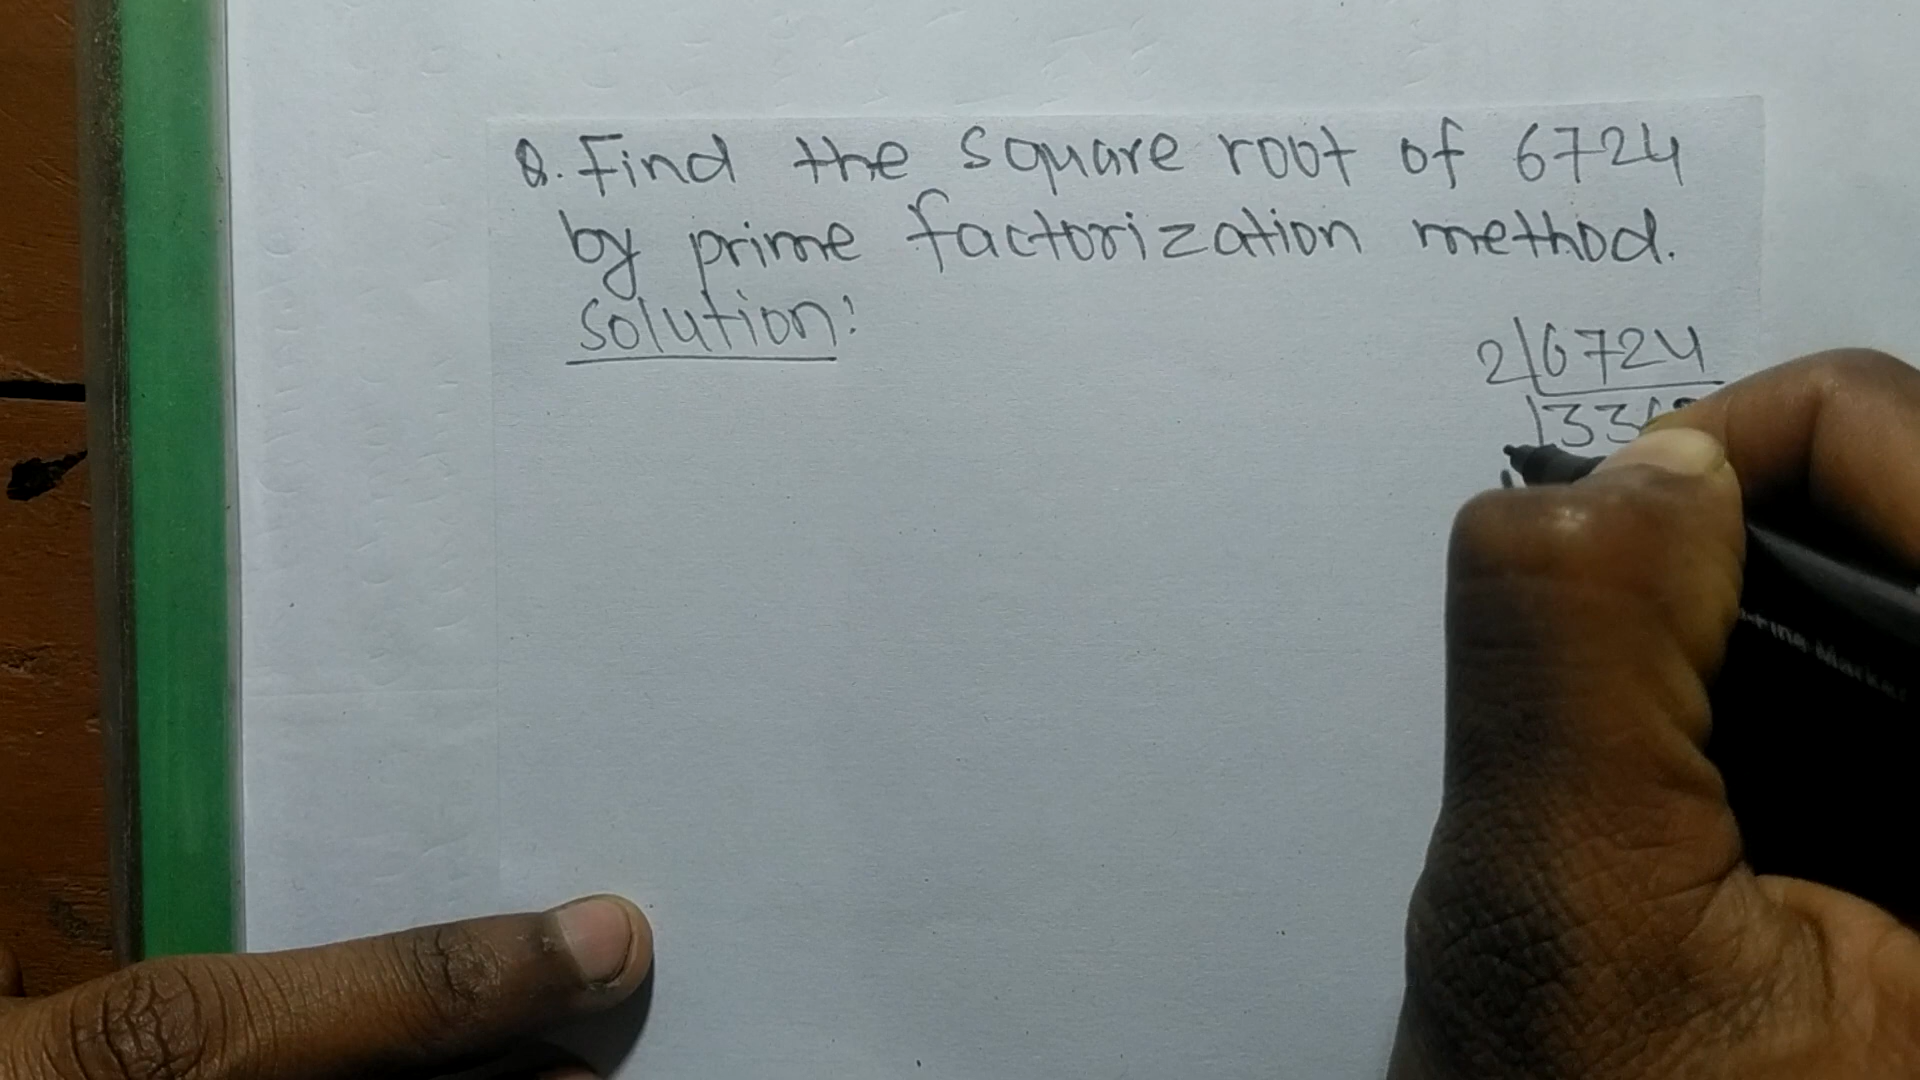 Q. Find the square root of 6724
by prime factorization method.
Solution:
2|6724